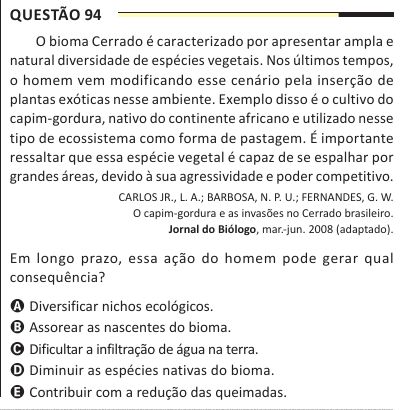 QUESTÃO 94
O bioma Cerrado é caracterizado por apresentar ampla e
natural diversidade de espécies vegetais. Nos últimos tempos,
o homem vem modificando esse cenário pela inserção de
plantas exóticas nesse ambiente. Exemplo disso é o cultivo do
capim-gordura, nativo do continente africano e utilizado nesse
tipo de ecossistema como forma de pastagem. É importante
ressaltar que essa espécie vegetal é capaz de se espalhar por
grandes áreas, devido à sua agressividade e poder competitivo.
CARLOS JR., L. A.; BARBOSA, N. P. U.; FERNANDES, G. W.
O capim-gordura e as invasões no Cerrado brasileiro.
Jornal do Biólogo, mar.-jun. 2008 (adaptado).
Em longo prazo, essa ação do homem pode gerar qual
consequência?
A Diversificar nichos ecológicos.
B Assorear as nascentes do bioma.
C Dificultar a infiltração de água na terra.
D Diminuir as espécies nativas do bioma.
E Contribuir com a redução das queimadas.